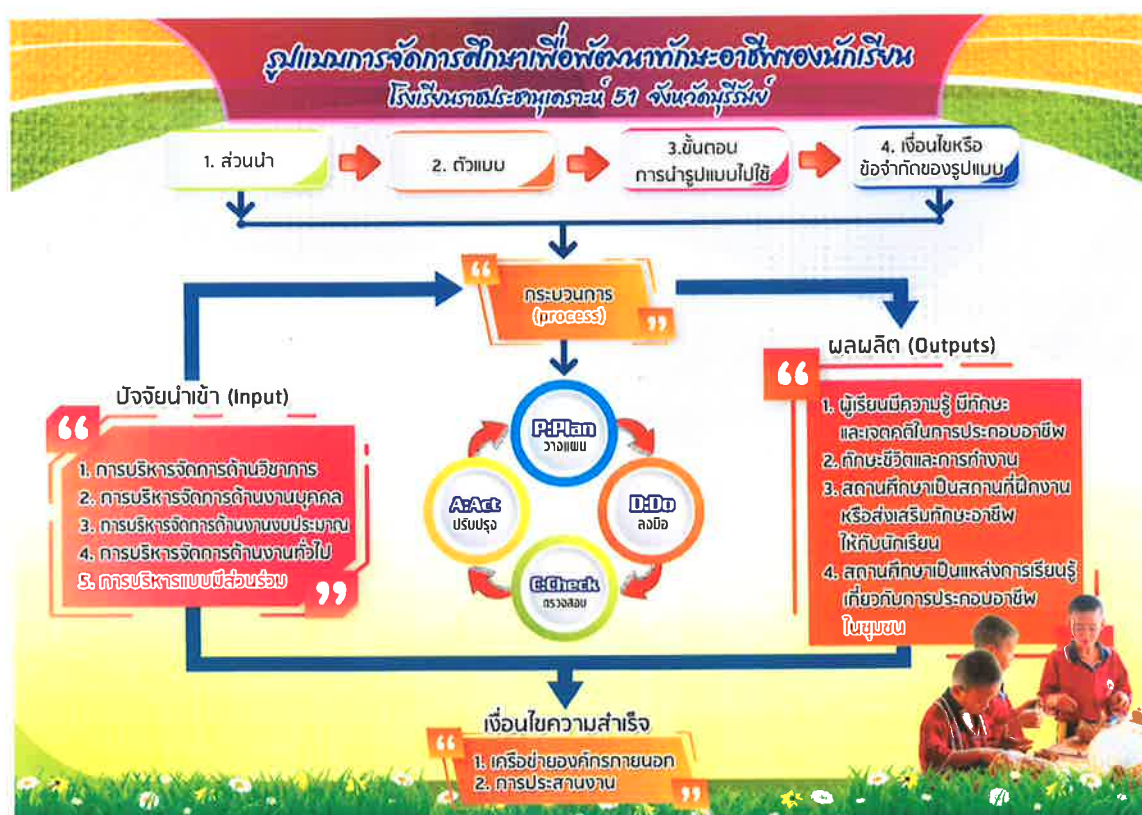 รูปแบบการจัดการศึกษาเพื่อพัฒนาทักษะอาชีพของนักเรียน
โรงเรียนราชประชานุเคราะห์ 51 จังหวัดบุรีรัมย์
1. ส่วนนำ
2. ตัวแบบ
3.ขั้นตอน
การนำรูปแบบไปใช้
4. เงื่อนไขหรือ
ข้อจำกัดของรูปแบบ
กระบวนการ
(process)
ปัจจัยนำเข้า (Input)
1. การบริหารจัดการด้านวิชาการ
2. การบริหารจัดการด้านงานบุคคล
3. การบริหารจัดการด้านงานงบประมาณ
4. การบริหารจัดการด้านงานทั่วไป
5. การบริหารแบบมีส่วนร่วม
P:Plan
วางแผน
D:Do
ลงมือ
C:Check
ตรวจสอบ
A:Act
ปรับปรุง
ผลผลิต (Outputs)
1. ผู้เรียนมีความรู้ มีทักษะ
และเจตคติในการประกอบอาชีพ
2. ทักษะชีวิตและการทำงาน
3. สถานศึกษาเป็นสถานที่ฝึกงาน
หรือส่งเสริมทักษะอาชีพ
ให้กับนักเรียน
4. สถานศึกษาเป็นแหล่งการเรียนรู้
เกี่ยวกับการประกอบอาชีพ
ในชุมชน
เงื่อนไขความสำเร็จ
1. เครือข่ายองค์กรภายนอก
2. การประสานงาน